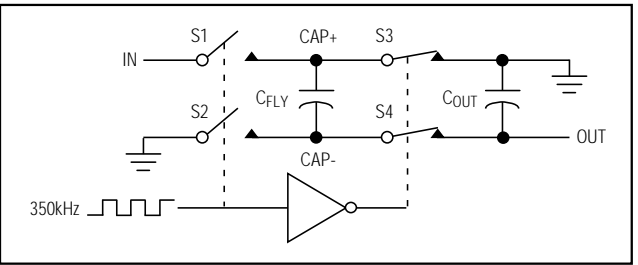 S1
CAP+
S3
IN
CFLY
COUT
S2
S4
OUT
CAP-
350kHz